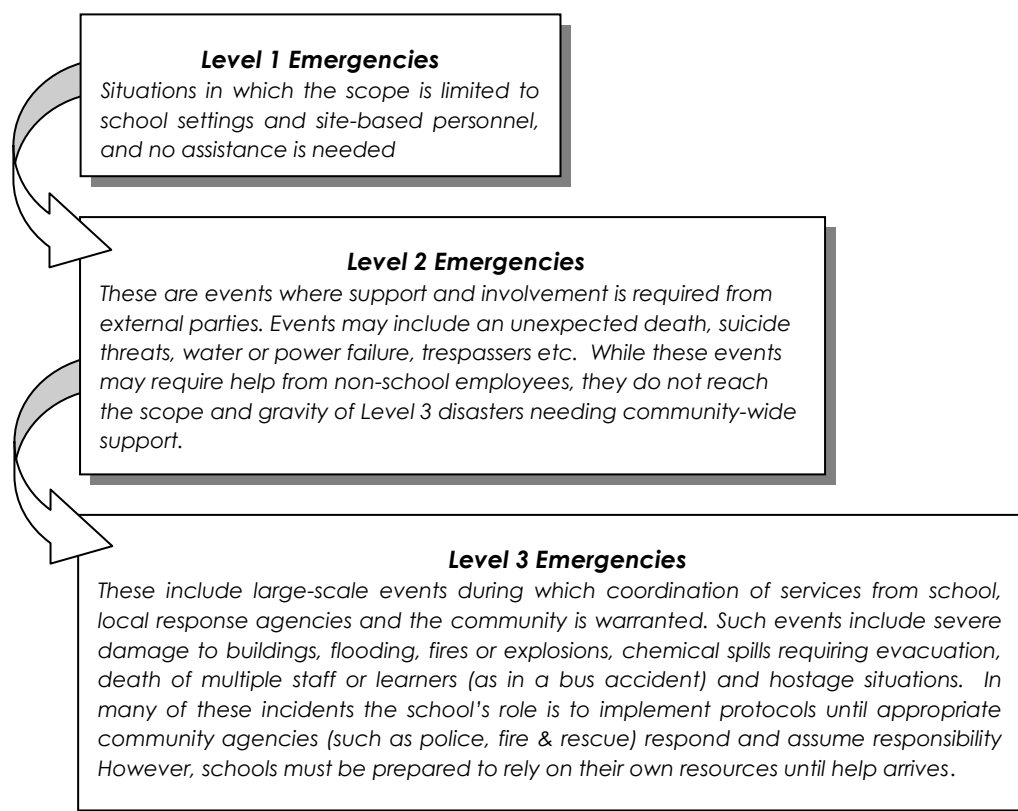 Level 1 Emergencies
Situations in which the scope is limited to
school settings and site-based personnel,
and no assistance is needed
Level 2 Emergencies
These are events where support and involvement is required from
external parties. Events may include an unexpected death, suicide
threats, water or power failure, trespassers etc. While these events
may require help from non-school employees, they do not reach
the scope and gravity of Level 3 disasters needing community-wide
support.
Level 3 Emergencies
These include large-scale events during which coordination of services from school,
local response agencies and the community is warranted. Such events include severe
damage to buildings, flooding, fires or explosions, chemical spills requiring evacuation,
death of multiple staff or learners (as in a bus accident) and hostage situations. In
many of these incidents the school's role is to implement protocols until appropriate
community agencies (such as police, fire & rescue) respond and assume responsibility
However, schools must be prepared to rely on their own resources until help arrives.